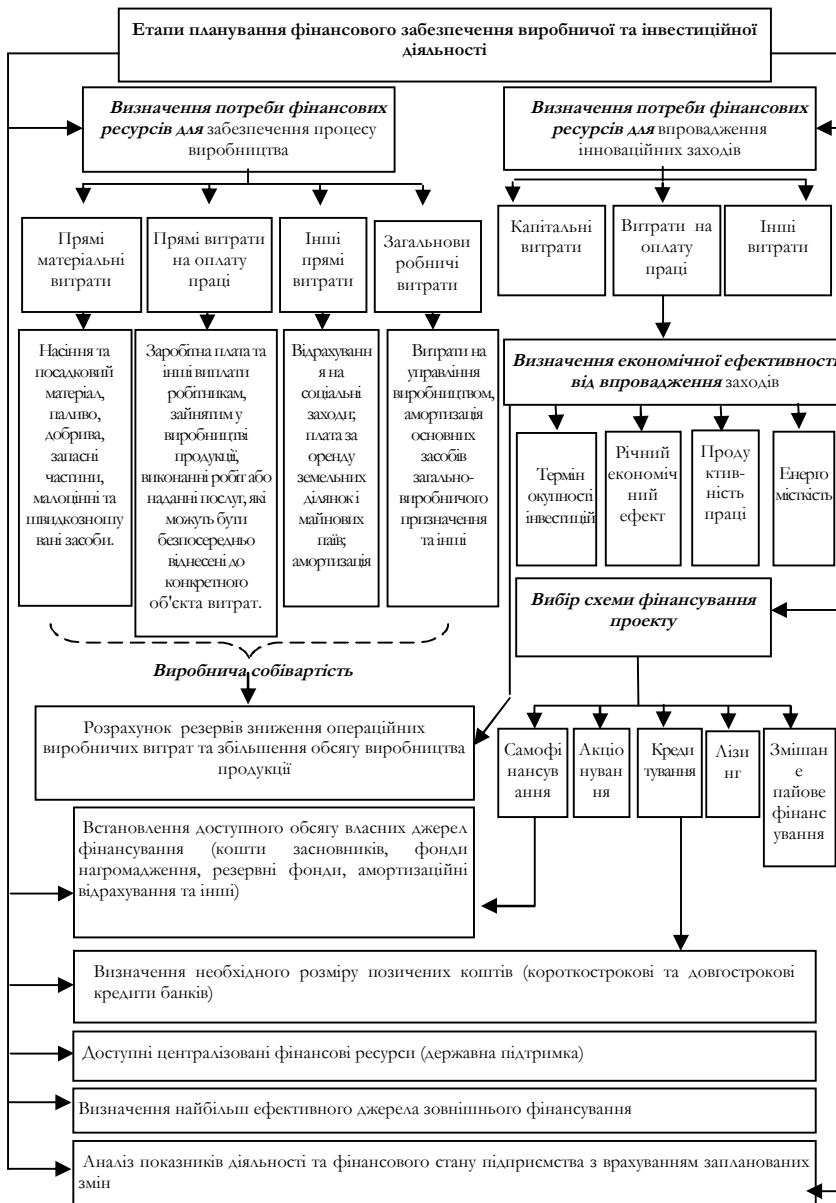 Етапи планування фінансового забезпечення виробничої та інвестиційної
діяльності
Визначення потреби фінансових
ресурсів для забезпечення процесу
виробництва
Визначення потреби фінансових
ресурсів для впровадження
інноваційних заходів
Прямі
матеріальні
витрати
Прямі витрати
на оплату
праці
Інші
прямі
витрати
Загальнови
робничі
витрати
Капітальні
витрати
Витрати на
оплату
праці
Інші
витрати
Насіння та
посадковий
матеріал,
паливо,
добрива,
запасні
частини,
малоцінні та
швидкозношу
вані засоби.
Заробітна плата та
інші виплати
робітникам,
зайнятим у
виробництві
продукції,
виконанні робіт або
наданні послуг, які
можуть бути
безпосередньо
віднесені до
конкретного
об'єкта витрат.
Відрахуванн
я на
соціальні
заходи;
плата за
оренду
земельних
ділянок і
майнових
паїв;
амортизація
Витрати на
управління
виробництвом,
амортизація
основних
засобів
загально-
виробничого
призначення
та інші
Визначення економічної ефективності
від впровадження заходів
Термін
окупності
інвестицій
Річний
економіч
ний
ефект
Проду
ктив-
ність
праці
Енерго
місткість
Вибір схеми фінансування
проекту
Виробнича собівартість
Розрахунок резервів зниження операційних
виробничих витрат та збільшення обсягу виробництва
продукції
Самофі
нансув
ання
Акціо
нуван
ня
Креди
тування
Лізи
нг
Змішан
е
пайове
фінанс
ування
Встановлення доступного обсягу власних джерел
фінансування (кошти засновників, фонди
нагромадження, резервні фонди, амортизаційні
відрахування та інші)
Визначення необхідного розміру позичених коштів (короткострокові та довгострокові
кредити банків)
Доступні централізовані фінансові ресурси (державна підтримка)
Визначення найбільш ефективного джерела зовнішнього фінансування
Аналіз показників діяльності та фінансового стану підприємства з врахуванням запланованих
змін